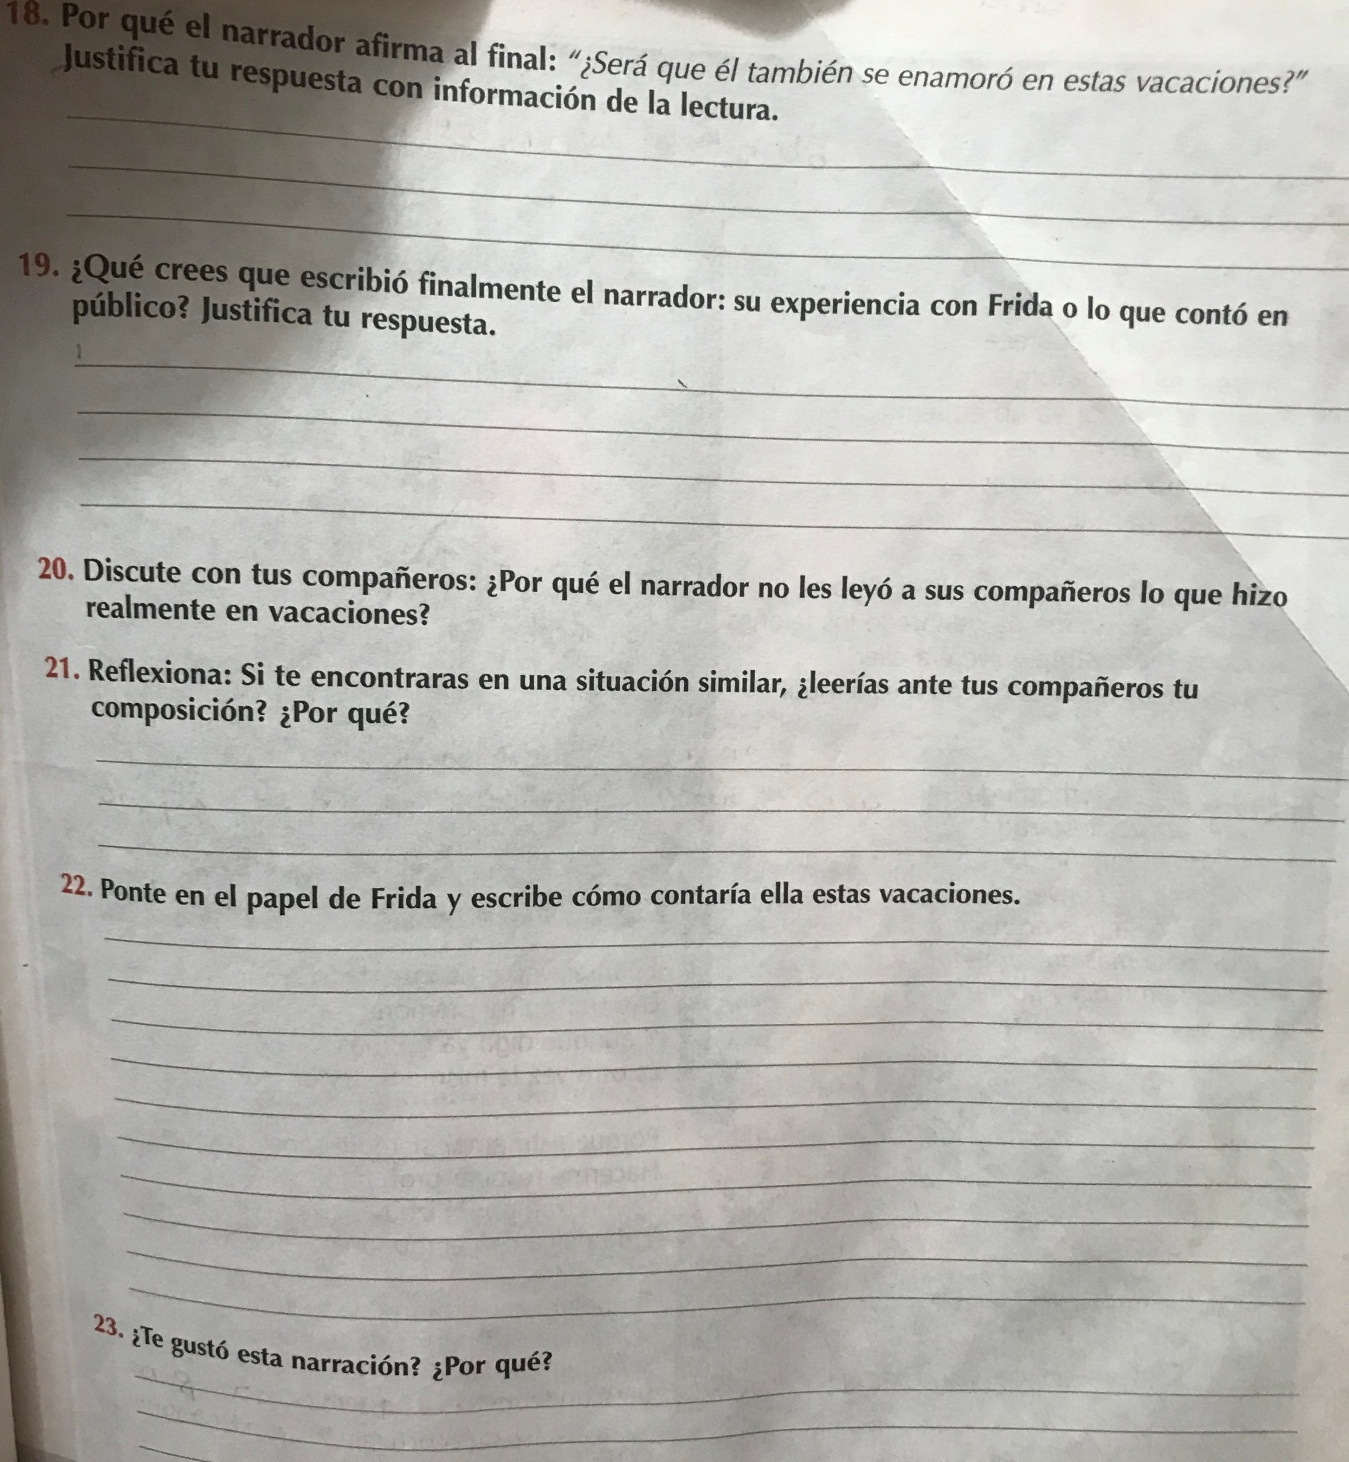 18. Por qué el narrador afirma al final: “¿Será que él también se enamoró en estas vacaciones?”
Justifica tu respuesta con información de la lectura.
19. ¿Qué crees que escribió finalmente el narrador: su experiencia con Frida o lo que contó en
público? Justifica tu respuesta.
20. Discute con tus compañeros: ¿Por qué el narrador no les leyó a sus compañeros lo que hizo
realmente en vacaciones?
21. Reflexiona: Si te encontraras en una situación similar, ¿leerías ante tus compañeros tu
composición? ¿Por qué?
22. Ponte en el papel de Frida y escribe cómo contaría ella estas vacaciones.
23. ¿Te gustó esta narración? ¿Por qué?